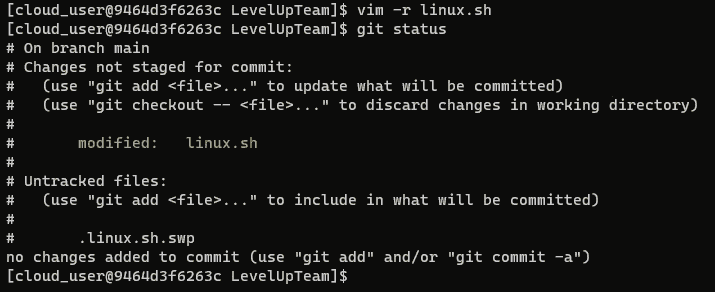 [cloud_user@9464d3f6263c LevelUpTeam]$ vim -r linux.sh
[cloud_user@9464d3f6263c LevelUpTeam]$ git status
# On branch main
# Changes not staged for commit:
#   (use "git add <file>..." to update what will be committed)
#   (use "git checkout -- <file>..." to discard changes in working directory)
#
#       modified:   linux.sh
#
# Untracked files:
#   (use "git add <file>..." to include in what will be committed)
#
#       .linux.sh.swp
no changes added to commit (use "git add" and/or "git commit -a")
[cloud_user@9464d3f6263c LevelUpTeam]$